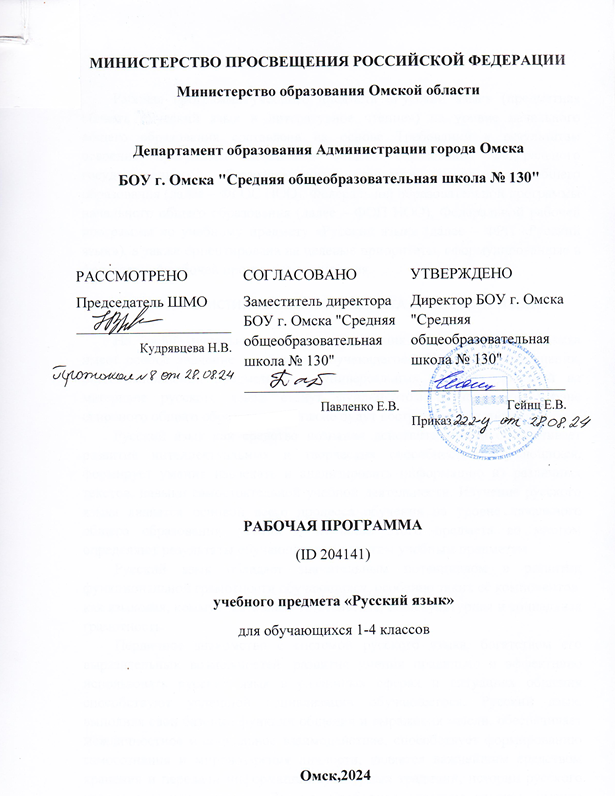 МИНИСТЕРСТВО ПРОСВЕЩЕНИЯ РОССИЙСКОЙ ФЕДЕРАЦИИ
Министерство образования Омской области
Департамент образования Администрации города Омска
БОУ г. Омска "Средняя общеобразовательная школа № 130"
РАССМОТРЕНО
Председатель ШМО
Кудрявцева Н.В.
Протокол №8 от 28.08.24
СОГЛАСОВАНО
Заместитель директора
БОУ г. Омска "Средняя
общеобразовательная
школа № 130"
Павленко Е.В.
УТВЕРЖДЕНО
Директор БОУ г. Омска
"Средняя
общеобразовательная
школа № 130"
Гейнц Е.В.
Приказ 222-у от 28.08.24
РАБОЧАЯ ПРОГРАММА
(ID 204141)
учебного предмета «Русский язык»
для обучающихся 1-4 классов
Омск,2024